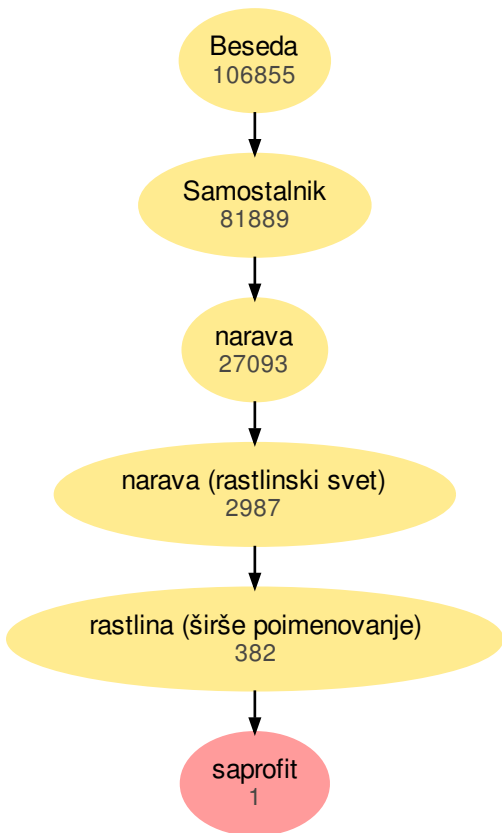 Beseda
106855
Samostalnik
81889
narava
27093
narava (rastlinski svet)
2987
rastlina (širše poimenovanje)
382
saprofit
1